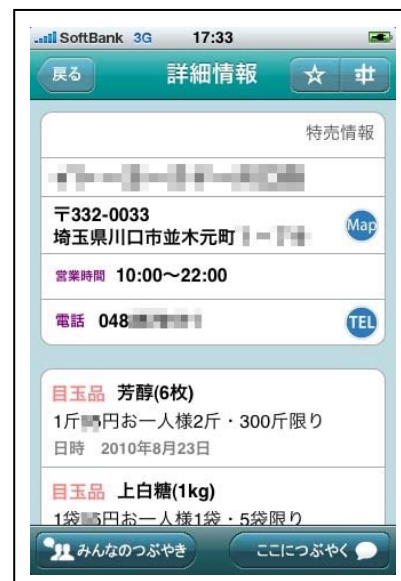 SoftBank 3G 17:33
戻る 詳細情報
特売情報
〒332-0033
埼玉県川口市並木元町
Map
営業時間 10:00〜22:00
電話 048
TEL
目玉品 芳醇(6枚)
1斤 円お一人様2斤・300斤限り
日時 2010年8月23日
目玉品 上白糖(1kg)
1袋 円お一人様1袋・5袋限り
みんなのつぶやき ここにつぶやく